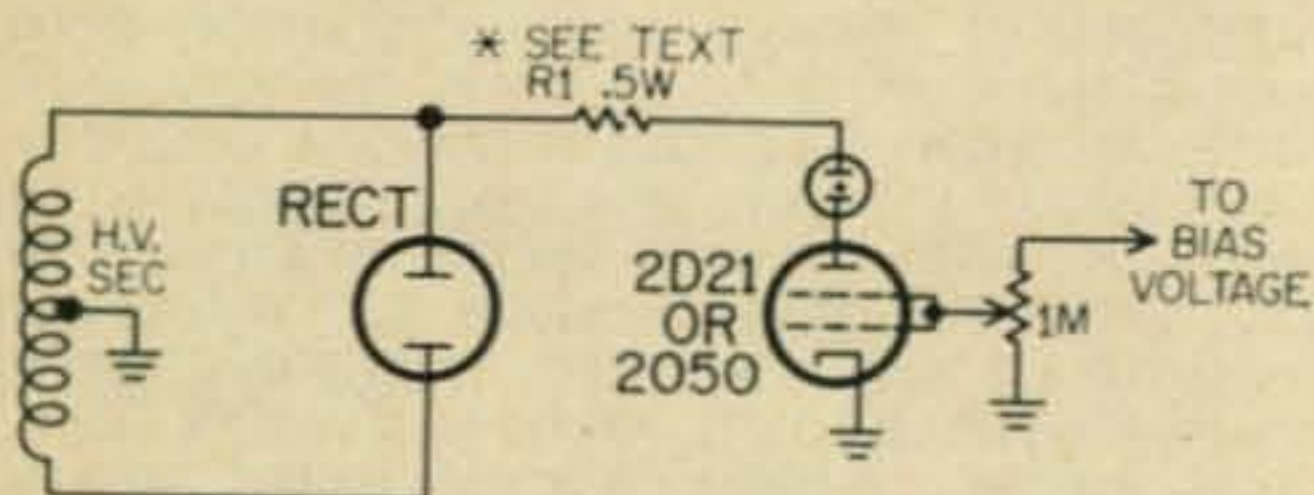 * SEE TEXT
R1 .5W
RECT
H.V.
SEC
2D21
OR
2050
1M
TO
BIAS
VOLTAGE